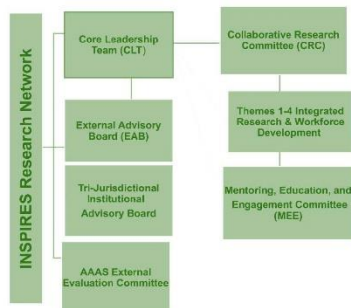 INSPIRES Research Network
Core Leadership
Team (CLT)
External Advisory
Board (EAB)
Tri-Jurisdictional
Institutional
Advisory Board
AAAS External
Evaluation Committee
Collaborative Research
Committee (CRC)
Themes 1-4 Integrated
Research & Workforce
Development
Mentoring, Education, and
Engagement Committee
(MEE)